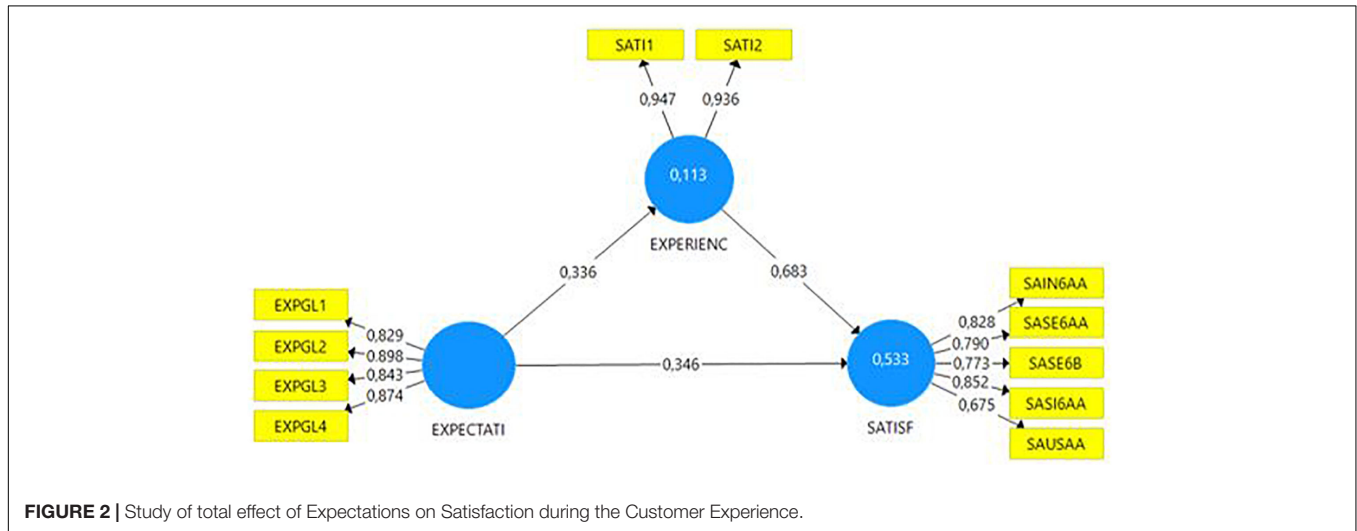 SATI1 SATI2
0,947 0,936
0,113
EXPERIENC
0,336 0,683
EXPGL1
EXPGL2
EXPGL3
EXPGL4
0,829
0,898
0,843
0,874
EXPECTATI
0,346
0,533
SATISF
0,828
0,790
0,773
0,852
0,675
SAIN6AA
SASE6AA
SASE6B
SASI6AA
SAUSAA
FIGURE 2 | Study of total effect of Expectations on Satisfaction during the Customer Experience.